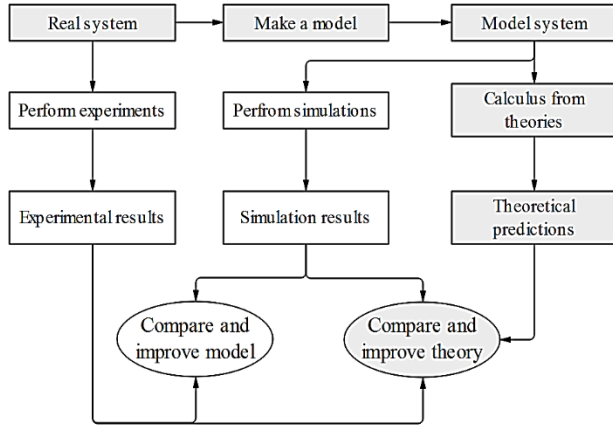 Real system
Make a model
Model system
Perform experiments
Perfrom simulations
Calculus from
theories
Experimental results
Simulation results
Theoretical
predictions
Compare and
improve model
Compare and
improve theory